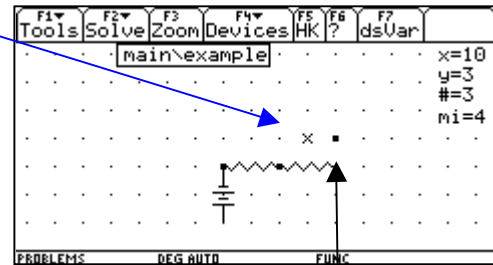 F1▼ Tools F2▼ Solve F3 Zoom F4▼ Devices F5 HK F6 ? F7 dsVar
main\example
x=10
y=3
#=3
mi=4
PROBLEMS DEG AUTO FUNC